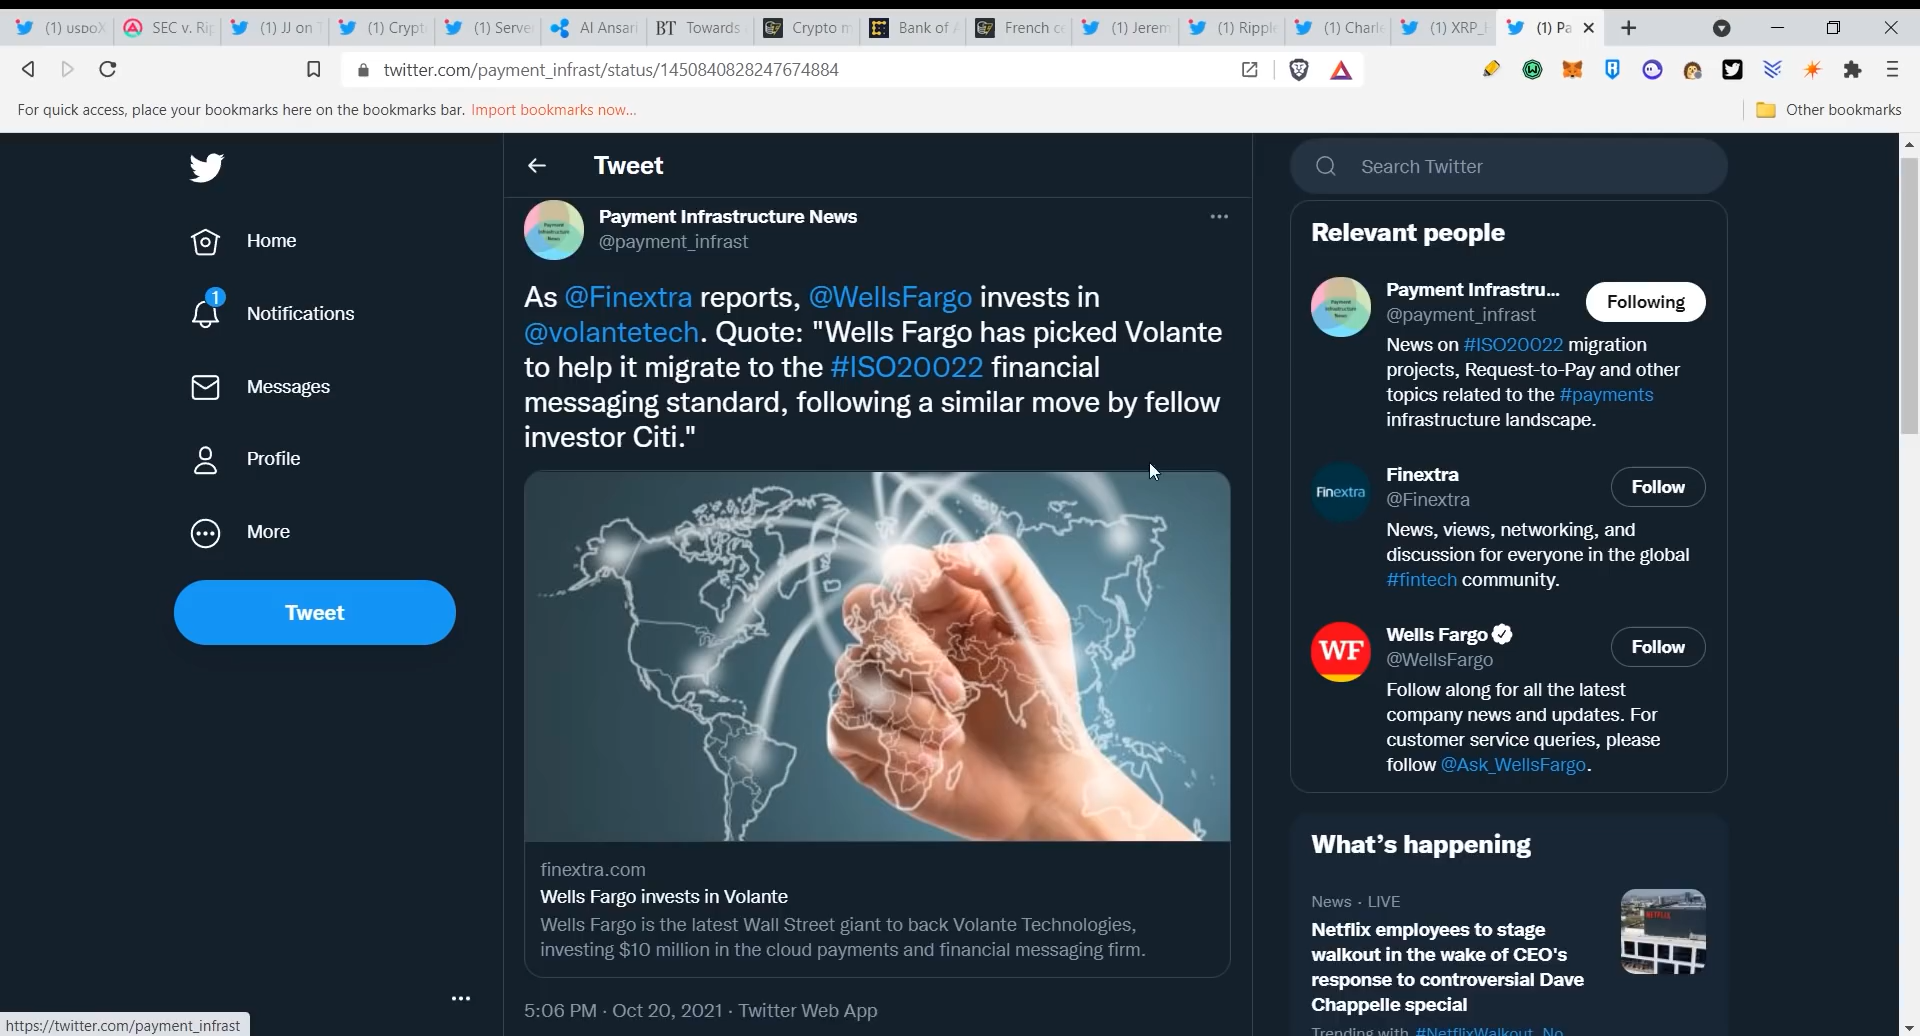 (1) usboX
SEC v. Rip
(1) JJ on T
(1) Crypt
(1) Serve
Al Ansari
BT Towards
Crypto m
Bank of A
French ce
(1) Jerem
(1) Ripple
(1) Charle
(1) XRP_
(1) Pa
twitter.com/payment_infrast/status/1450840828247674884
For quick access, place your bookmarks here on the bookmarks bar. Import bookmarks now...
Other bookmarks
Home
1
Notifications
Messages
Profile
More
Tweet
Tweet
Payment Infrastructure News
@payment_infrast
As @Finextra reports, @WellsFargo invests in
@volantetech. Quote: "Wells Fargo has picked Volante
to help it migrate to the #ISO20022 financial
messaging standard, following a similar move by fellow
investor Citi."
finextra.com
Wells Fargo invests in Volante
Wells Fargo is the latest Wall Street giant to back Volante Technologies,
investing $10 million in the cloud payments and financial messaging firm.
5:06 PM · Oct 20, 2021 · Twitter Web App
Search Twitter
Relevant people
Payment Infrastru...
@payment_infrast
Following
News on #ISO20022 migration
projects, Request-to-Pay and other
topics related to the #payments
infrastructure landscape.
Finextra
Finextra
@Finextra
Follow
News, views, networking, and
discussion for everyone in the global
#fintech community.
WF
Wells Fargo
@WellsFargo
Follow
Follow along for all the latest
company news and updates. For
customer service queries, please
follow @Ask_WellsFargo.
What's happening
News · LIVE
Netflix employees to stage
walkout in the wake of CEO's
response to controversial Dave
Chappelle special
NETFLIX
Trending with #NetflixWalkout, No
https://twitter.com/payment_infrast